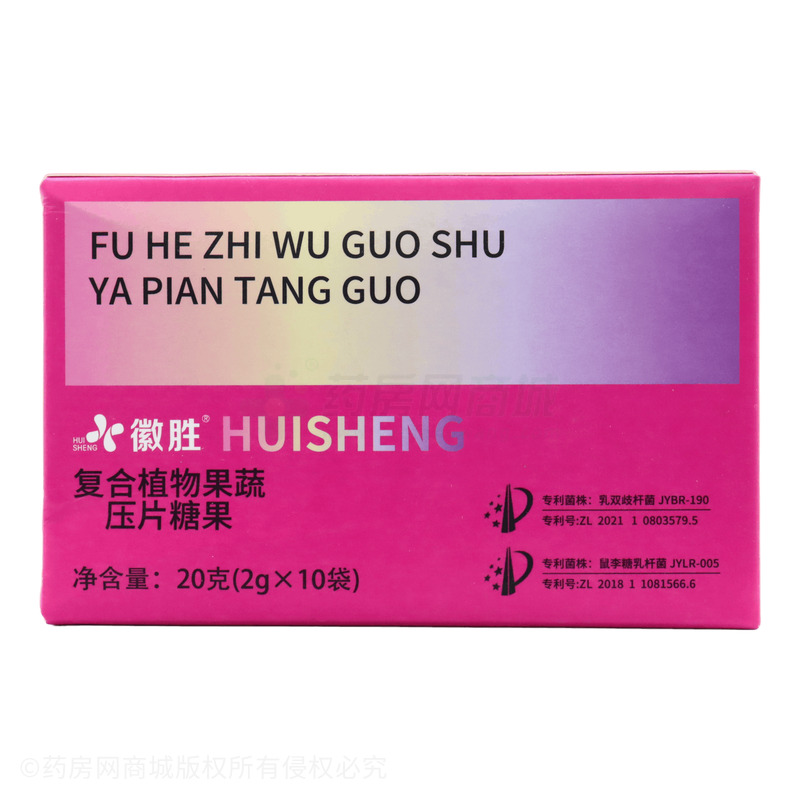 FU HE ZHI WU GUO SHU
YA PIAN TANG GUO
®药房网商城
HUI
SHENG
徽胜® HUISHENG
复合植物果蔬
压片糖果
净含量：20克(2g×10袋)
专利菌株：乳双歧杆菌 JYBR-190
专利号:ZL 2021 1 0803579.5
专利菌株：鼠李糖乳杆菌 JYLR-005
专利号:ZL 2018 1 1081566.6
©药房网商城版权所有侵权必究